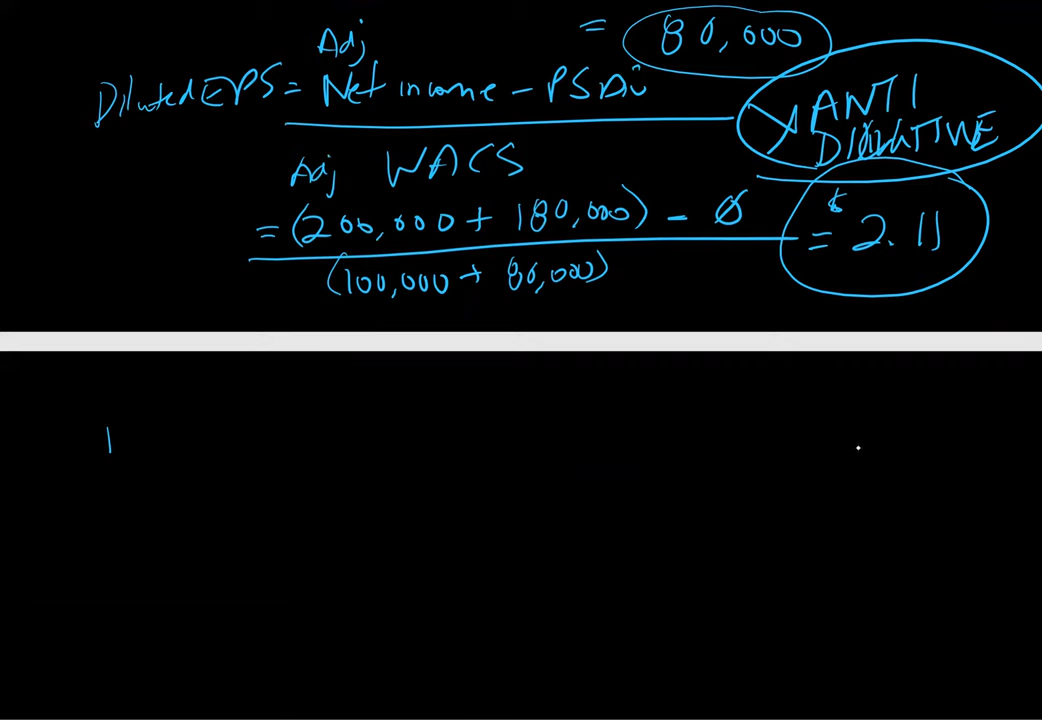 = 80,000
Adj
Diluted EPS = Net income - PS Div
ANTI
DILUTIVE
Adj WACS
= (200,000 + 180,000) - 0
(100,000 + 80,000)
= $ 2.11